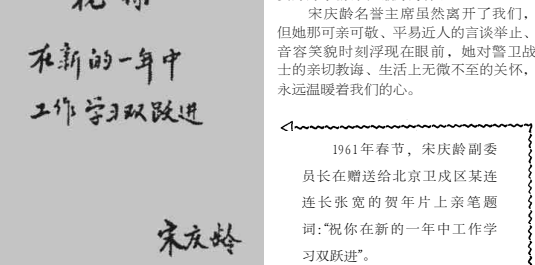 祝你
在新的一年中
工作学习双跃进
宋庆龄
宋庆龄名誉主席虽然离开了我们，
但她那可亲可敬、平易近人的言谈举止、
音容笑貌时刻浮现在眼前，她对警卫战
士的亲切教诲、生活上无微不至的关怀，
永远温暖着我们的心。
1961年春节，宋庆龄副委
员长在赠送给北京卫戍区某连
连长张宽的贺年片上亲笔题
词：“祝你在新的一年中工作学
习双跃进”。